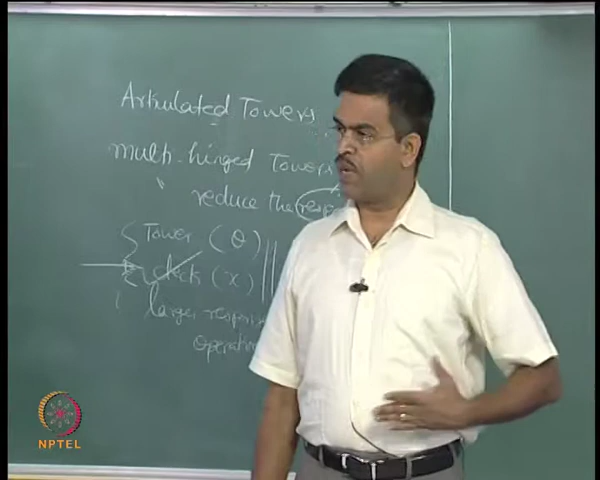 Articulated Towers
multi-hinged Towers
reduce the
Tower (θ)
deck (x)
larger
NPTEL